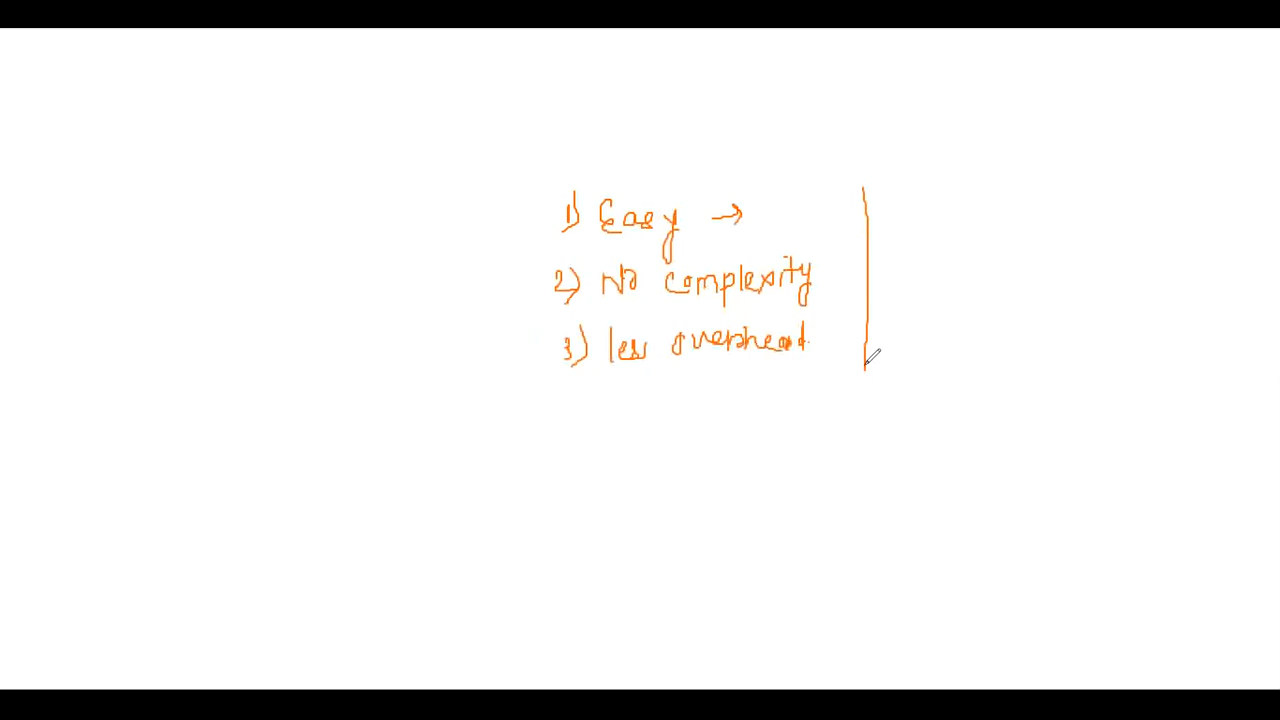 1) Easy →
2) No complexity
3) less overhead